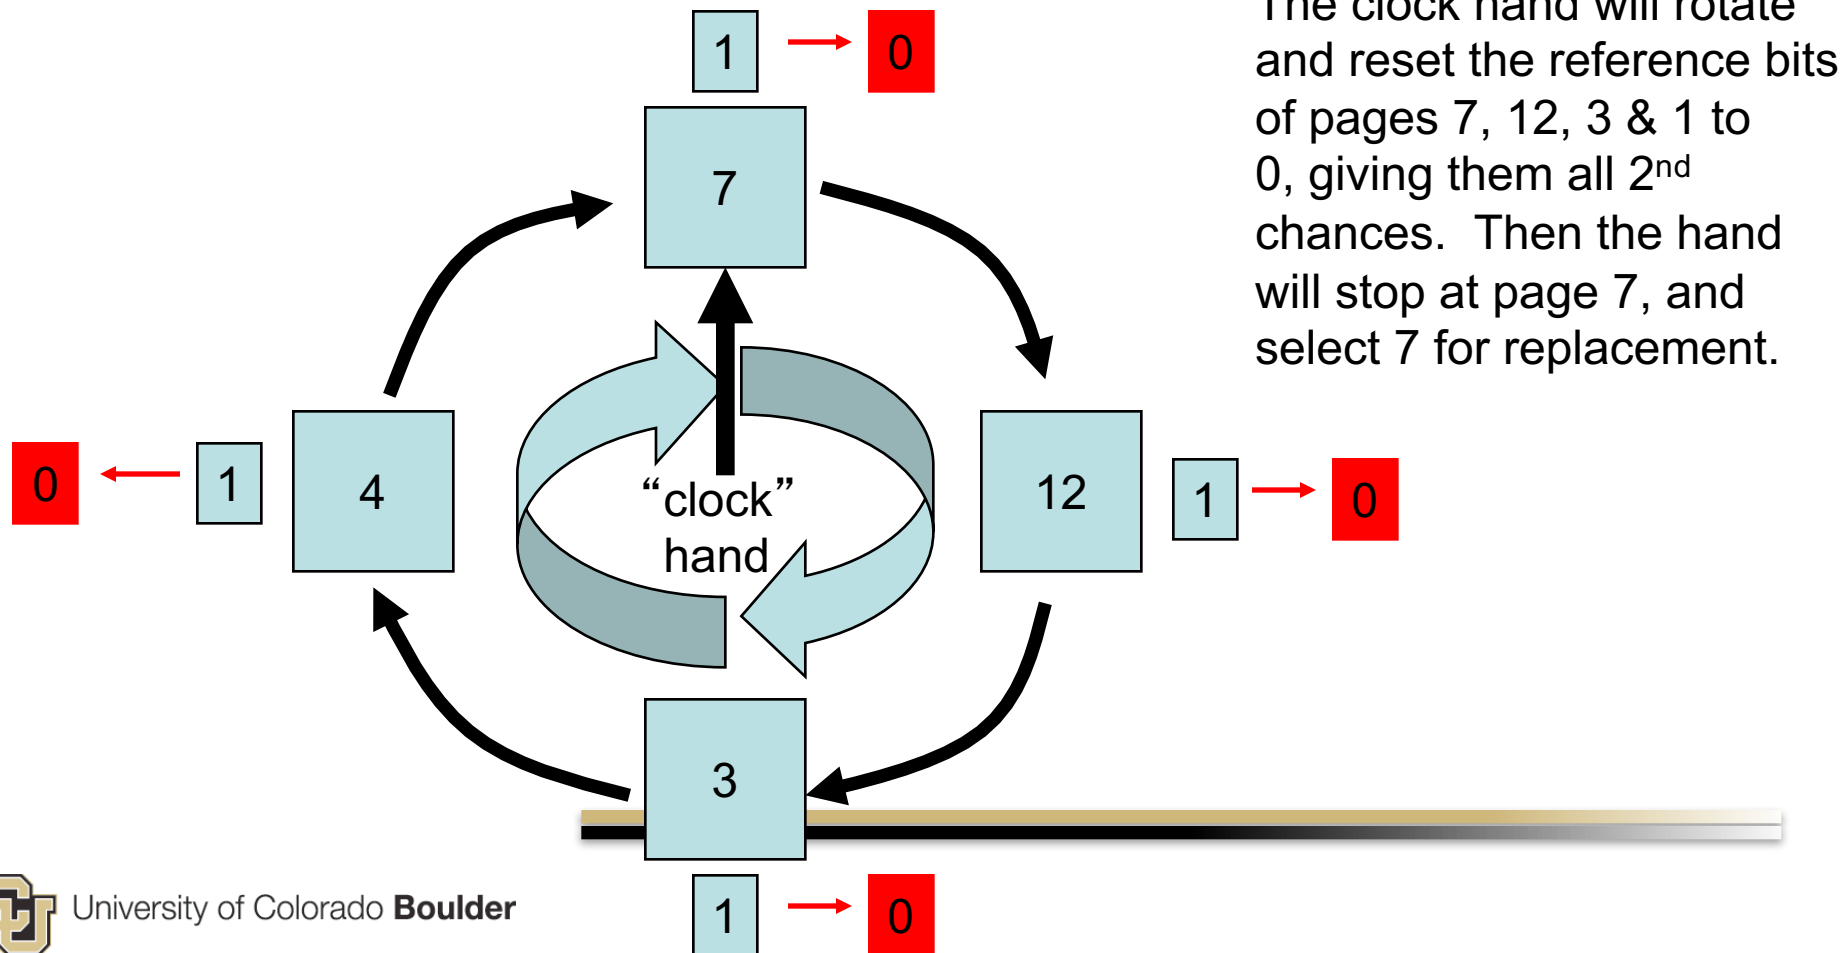 The clock hand will rotate
and reset the reference bits
of pages 7, 12, 3 & 1 to
0, giving them all 2nd
chances. Then the hand
will stop at page 7, and
select 7 for replacement.
1 0
7
0 1 4
“clock”
hand
12 1 0
3
1 0
University of Colorado Boulder